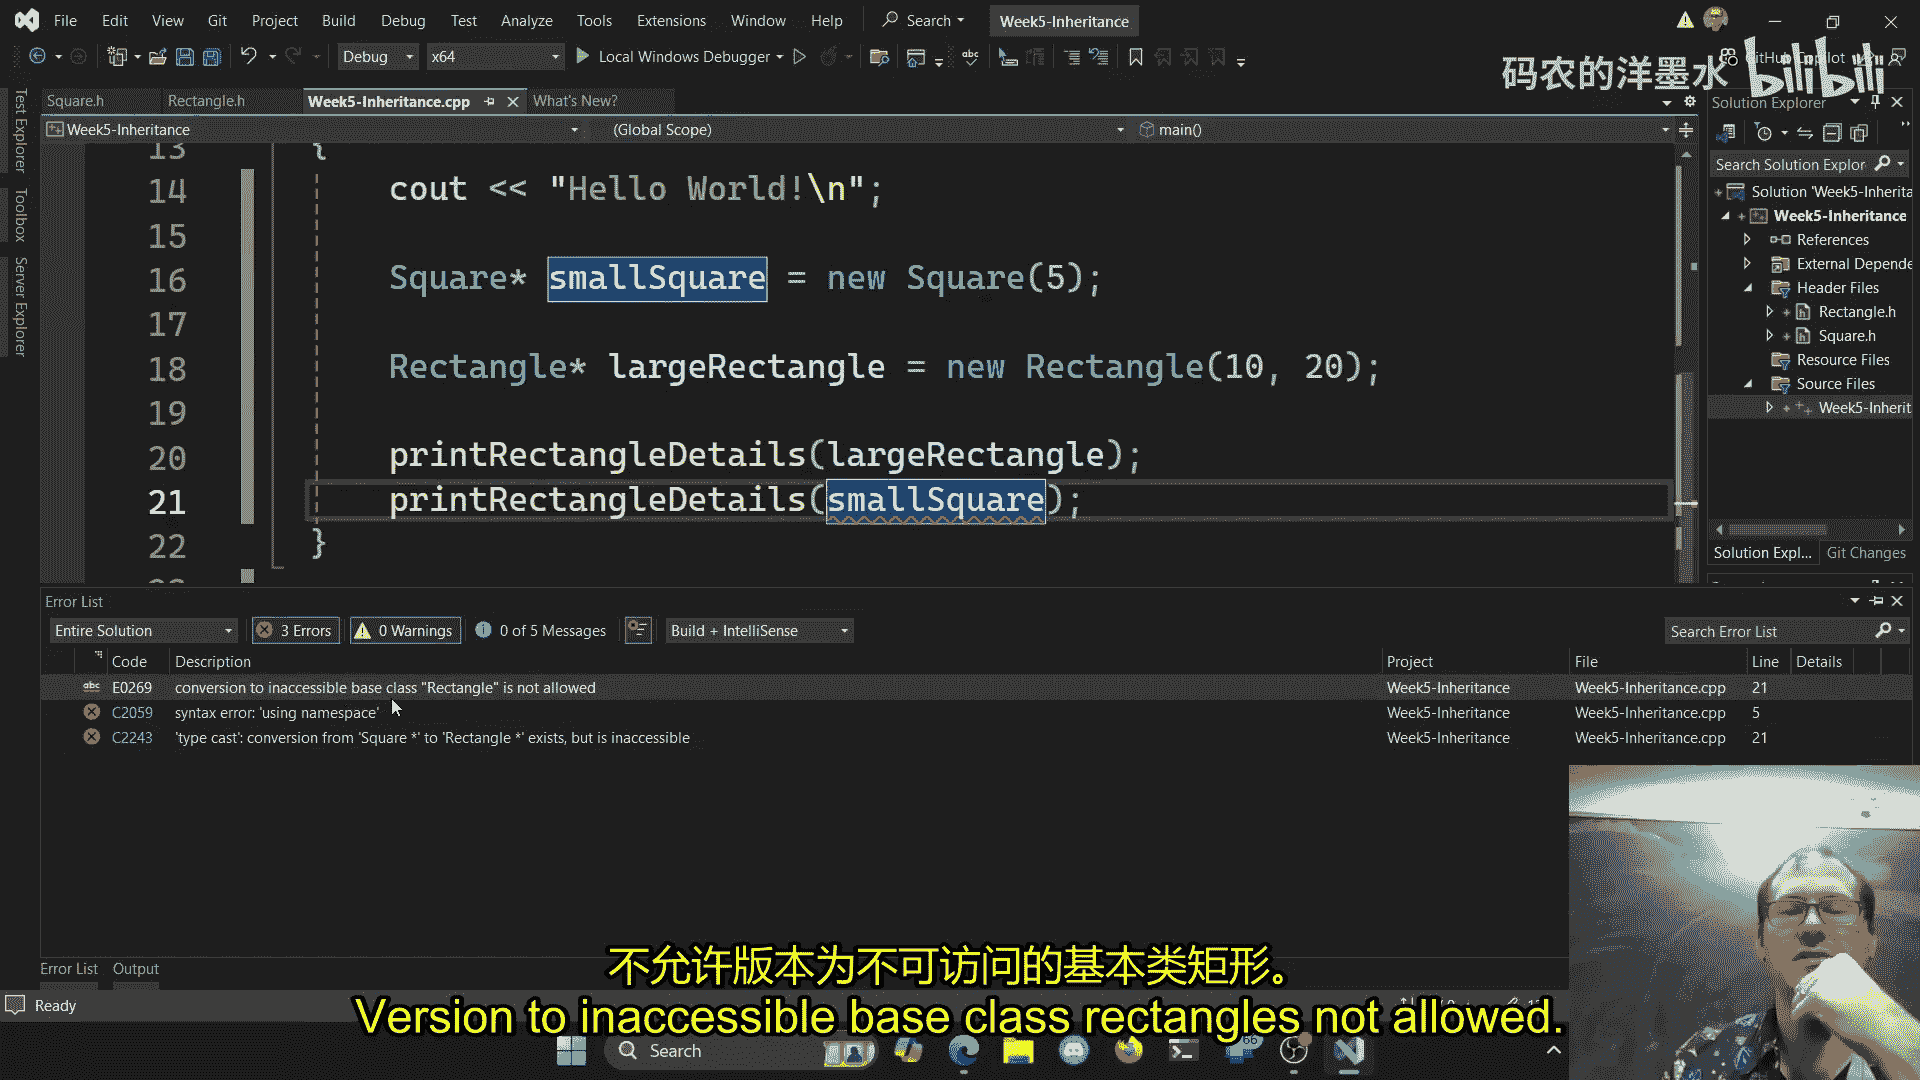 File Edit View Git Project Build Debug Test Analyze Tools Extensions Window Help Search Week5-Inheritance
Debug x64 Local Windows Debugger
码农的洋墨水 bilibili
Square.h Rectangle.h Week5-Inheritance.cpp What's New?
Solution Explorer
Week5-Inheritance (Global Scope) main()
Test Explorer
Toolbox
Server Explorer
13 {
14 cout << "Hello World!\n";
15
16 Square* smallSquare = new Square(5);
17
18 Rectangle* largeRectangle = new Rectangle(10, 20);
19
20 printRectangleDetails(largeRectangle);
21 printRectangleDetails(smallSquare);
22 }
Search Solution Explor
Solution 'Week5-Inherita
Week5-Inheritance
References
External Depende
Header Files
Rectangle.h
Square.h
Resource Files
Source Files
Week5-Inherit
Solution Expl... Git Changes
Error List
Entire Solution 3 Errors 0 Warnings 0 of 5 Messages Build + IntelliSense Search Error List
Code Description Project File Line Details
abc E0269 conversion to inaccessible base class "Rectangle" is not allowed Week5-Inheritance Week5-Inheritance.cpp 21
C2059 syntax error: 'using namespace' Week5-Inheritance Week5-Inheritance.cpp 5
C2243 'type cast': conversion from 'Square *' to 'Rectangle *' exists, but is inaccessible Week5-Inheritance Week5-Inheritance.cpp 21
不允许版本为不可访问的基本类矩形。
Error List Output
Ready
Version to inaccessible base class rectangles not allowed.
Search